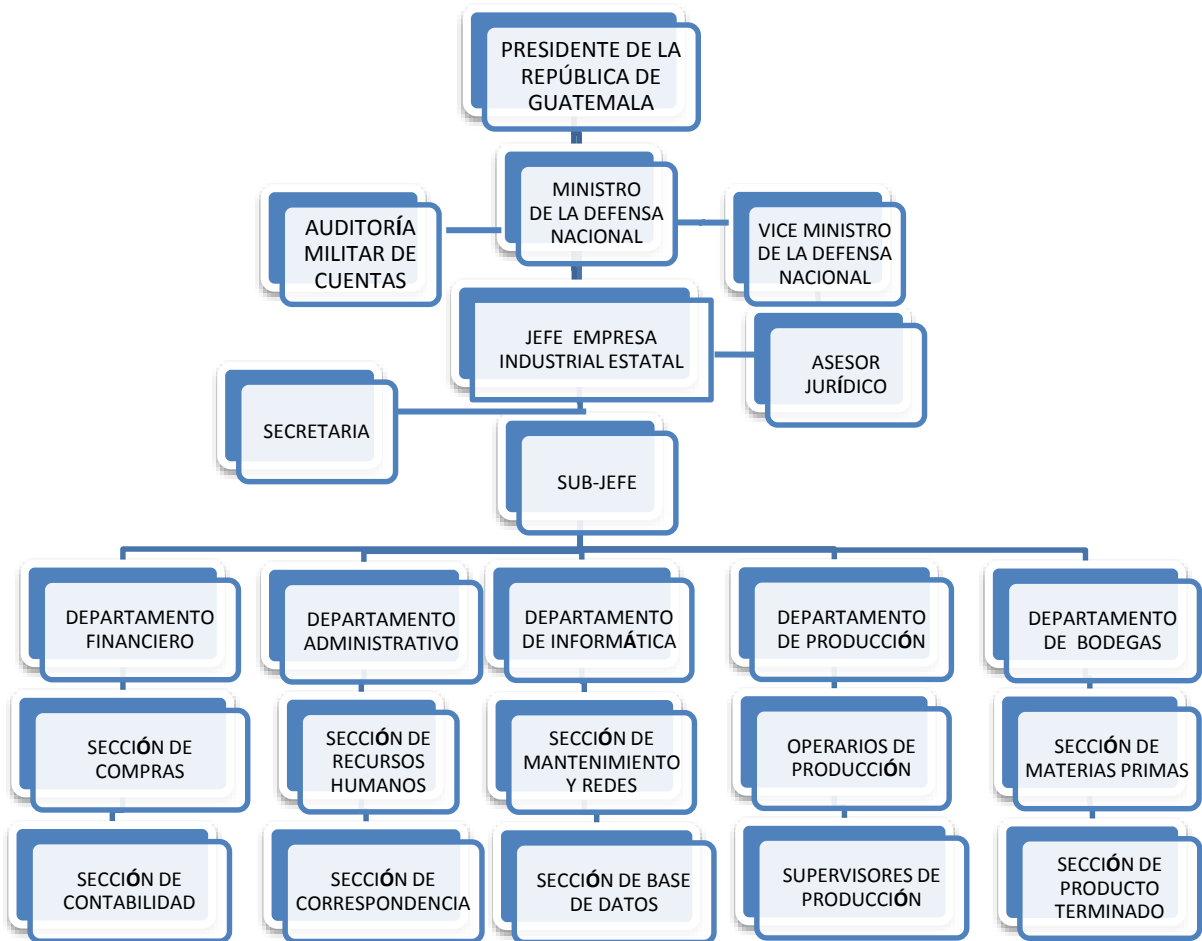 PRESIDENTE DE LA
REPÚBLICA DE
GUATEMALA
MINISTRO
DE LA DEFENSA
NACIONAL
AUDITORÍA
MILITAR DE
CUENTAS
VICE MINISTRO
DE LA DEFENSA
NACIONAL
JEFE EMPRESA
INDUSTRIAL ESTATAL
ASESOR
JURÍDICO
SECRETARIA
SUB-JEFE
DEPARTAMENTO
FINANCIERO
DEPARTAMENTO
ADMINISTRATIVO
DEPARTAMENTO
DE INFORMÁTICA
DEPARTAMENTO
DE PRODUCCIÓN
DEPARTAMENTO
DE BODEGAS
SECCIÓN DE
COMPRAS
SECCIÓN DE
RECURSOS
HUMANOS
SECCIÓN DE
MANTENIMIENTO
Y REDES
OPERARIOS DE
PRODUCCIÓN
SECCIÓN DE
MATERIAS PRIMAS
SECCIÓN DE
CONTABILIDAD
SECCIÓN DE
CORRESPONDENCIA
SECCIÓN DE BASE
DE DATOS
SUPERVISORES DE
PRODUCCIÓN
SECCIÓN DE
PRODUCTO
TERMINADO